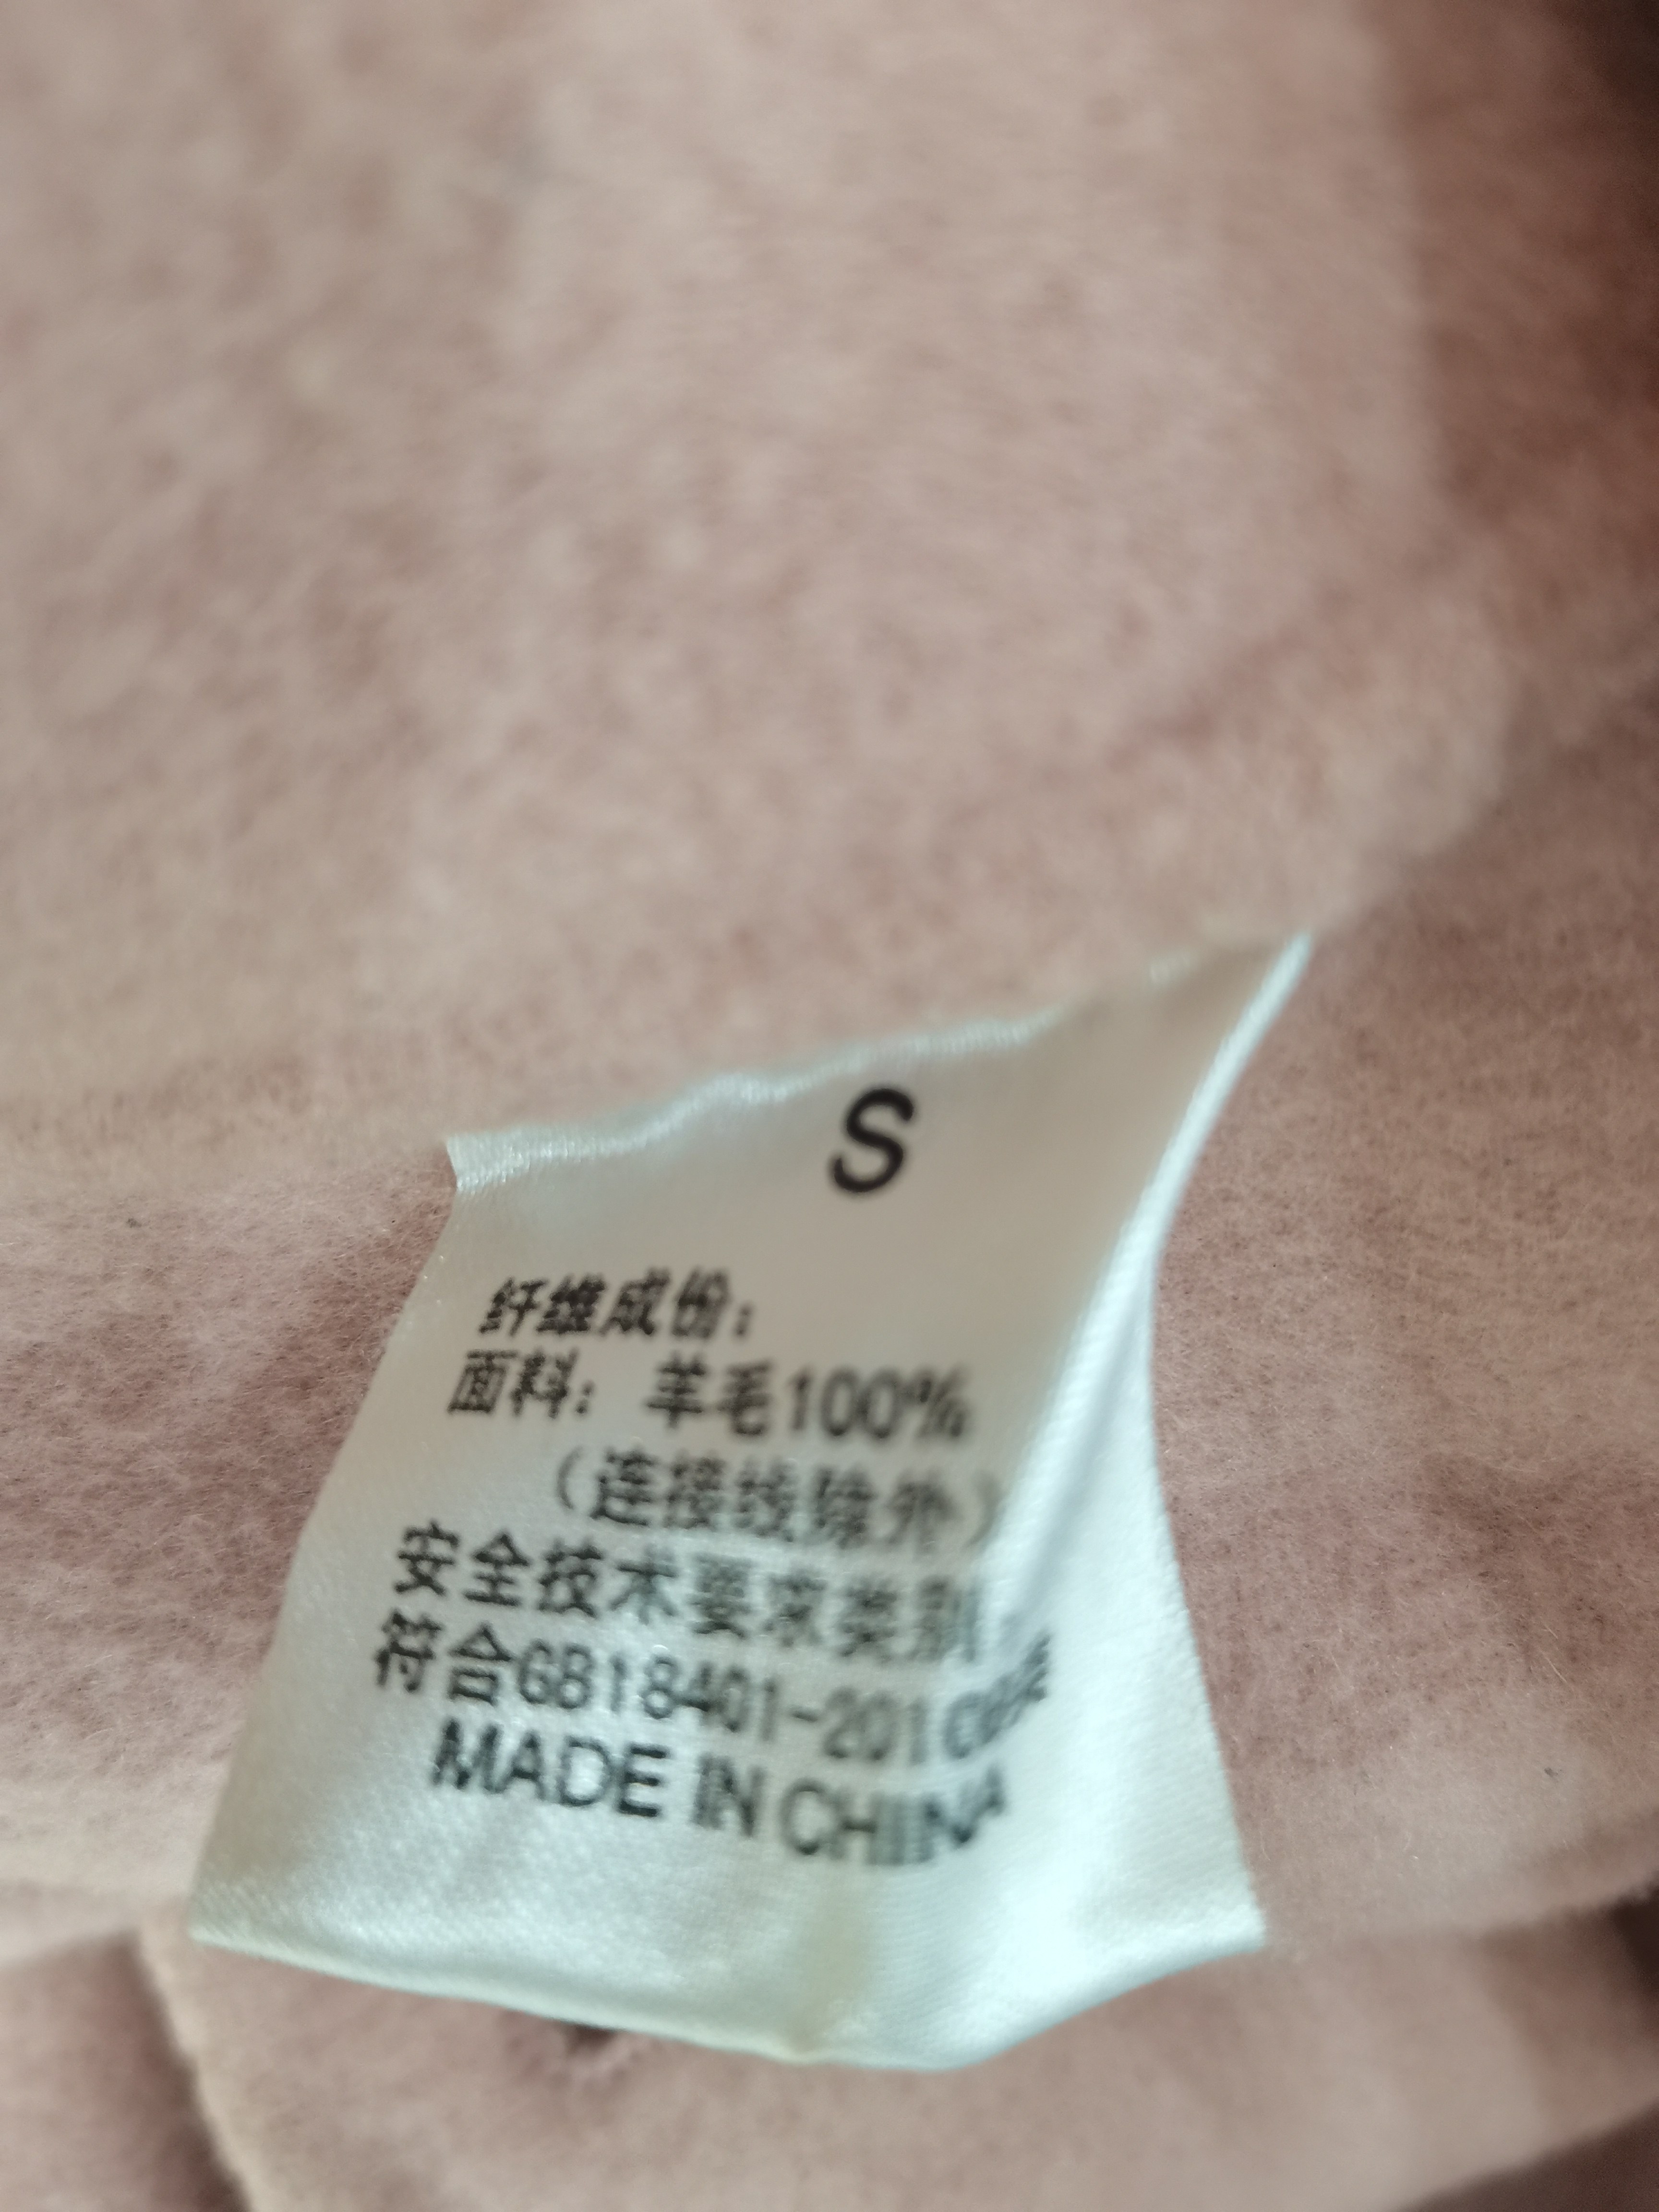 S
纤维成份：
面料：羊毛100%
（连接线除外）
安全技术要求类别
符合GB18401-2010
MADE IN CHINA